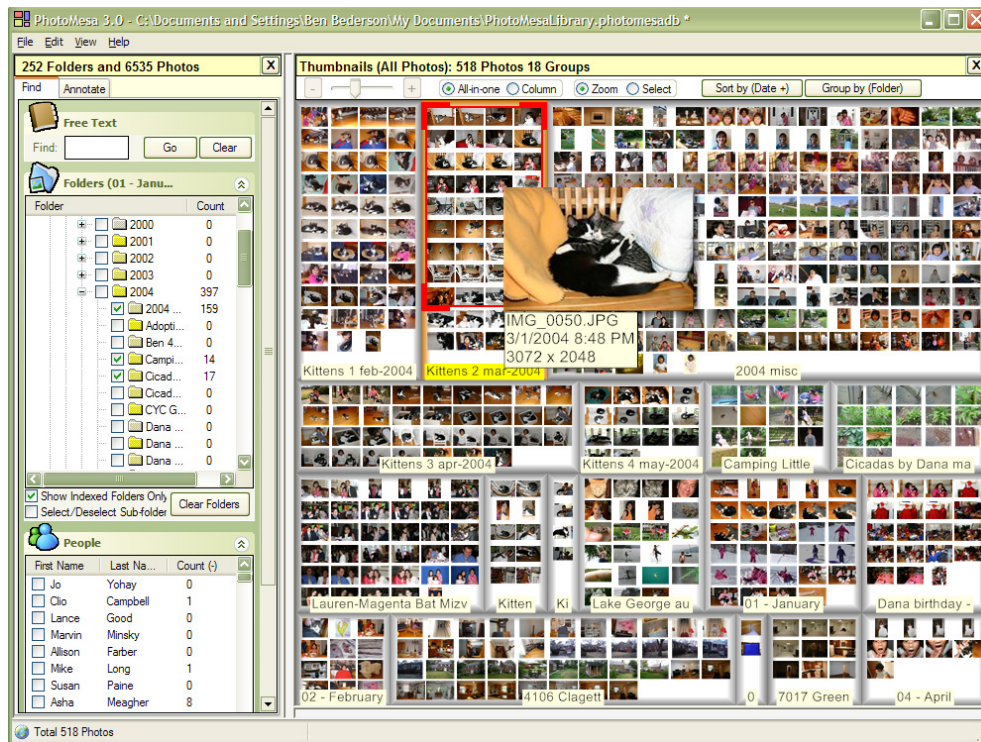 PhotoMesa 3.0 - C:\Documents and Settings\Ben Bederson\My Documents\PhotoMesaLibrary.photomesadb *
File Edit View Help
252 Folders and 6535 Photos
Find Annotate
Free Text
Find: Go Clear
Folders (01 - Janu...
Folder Count
2000 0
2001 0
2002 0
2003 0
2004 397
2004 ... 159
Adopti... 0
Ben 4... 0
Campi... 14
Cicad... 17
Cicad... 0
CYC G... 0
Dana ... 0
Dana ... 0
Dana ... 0
Show Indexed Folders Only
Select/Deselect Sub-folder
Clear Folders
People
First Name Last Na... Count (-)
Jo Yohay 0
Clio Campbell 1
Lance Good 0
Marvin Minsky 0
Allison Farber 0
Mike Long 1
Susan Paine 0
Asha Meagher 8
Total 518 Photos
Thumbnails (All Photos): 518 Photos 18 Groups
- + All-in-one Column Zoom Select Sort by (Date +) Group by (Folder)
IMG_0050.JPG
3/1/2004 8:48 PM
3072 x 2048
Kittens 1 feb-2004 Kittens 2 mar-2004 2004 misc
Kittens 3 apr-2004 Kittens 4 may-2004 Camping Little Cicadas by Dana ma
Lauren-Magenta Bat Mizv Kitten Ki Lake George au 01 - January Dana birthday -
02 - February 4106 Clagett 0 7017 Green 04 - April